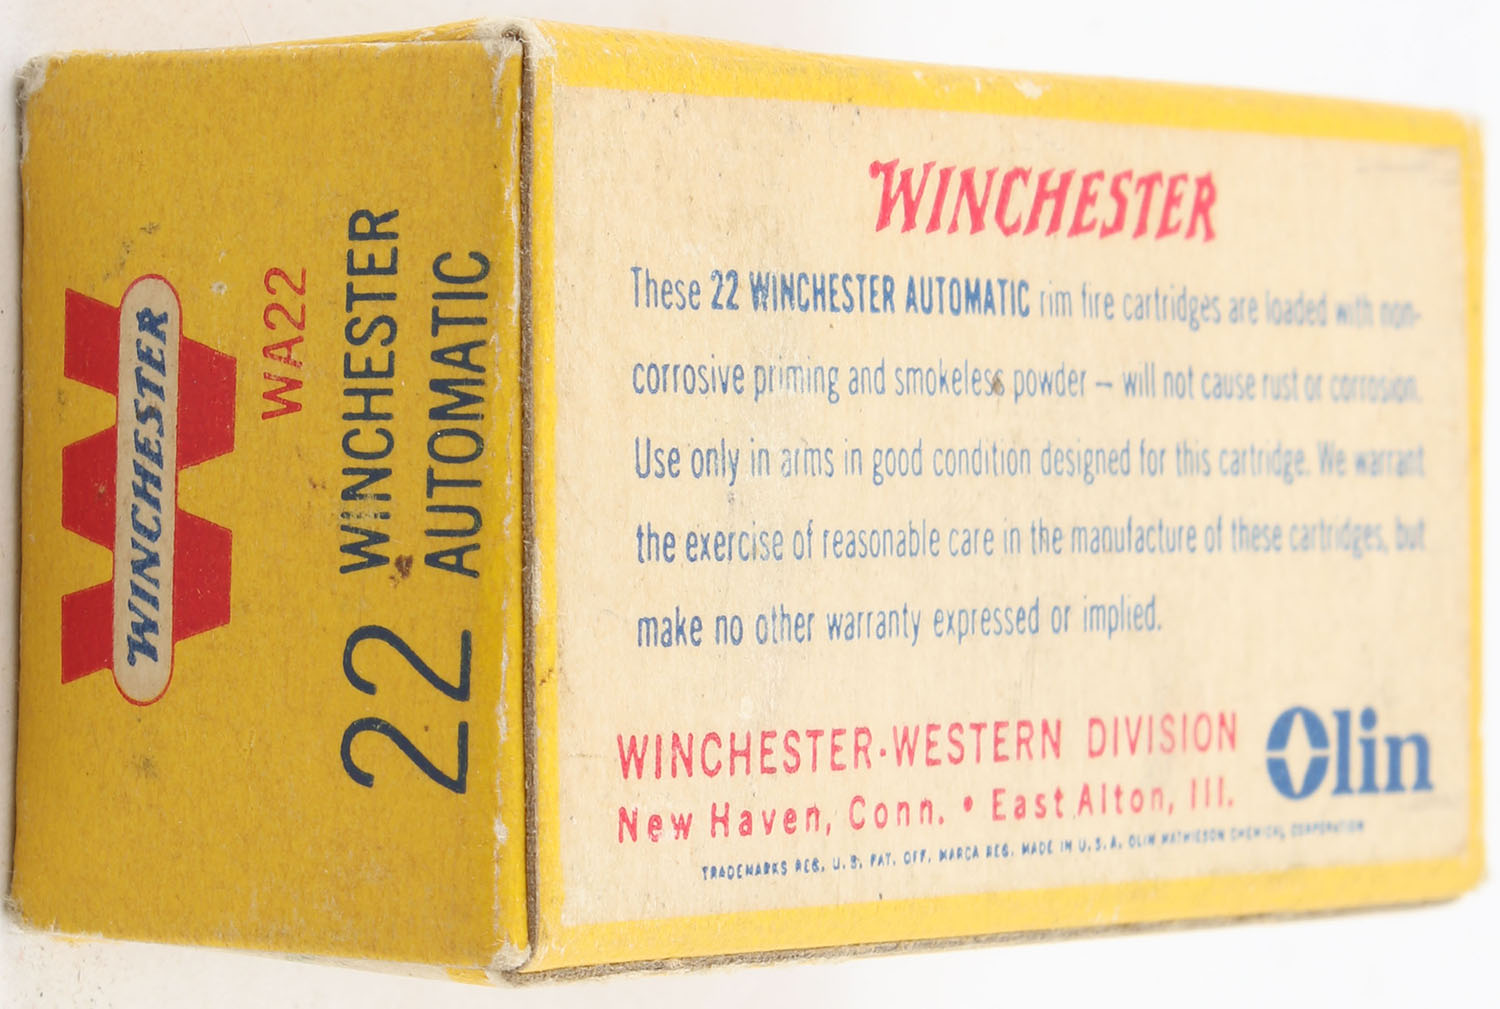 WINCHESTER
WA22
22 WINCHESTER
AUTOMATIC
WINCHESTER
These 22 WINCHESTER AUTOMATIC rim fire cartridges are loaded with non-
corrosive priming and smokeless powder – will not cause rust or corrosion.
Use only in arms in good condition designed for this cartridge. We warrant
the exercise of reasonable care in the manufacture of these cartridges, but
make no other warranty expressed or implied.
WINCHESTER-WESTERN DIVISION
New Haven, Conn. • East Alton, Ill.
Olin
TRADEMARKS REG. U.S. PAT. OFF. MARCA REG. MADE IN U.S.A. OLIN MATHIESON CHEMICAL CORPORATION